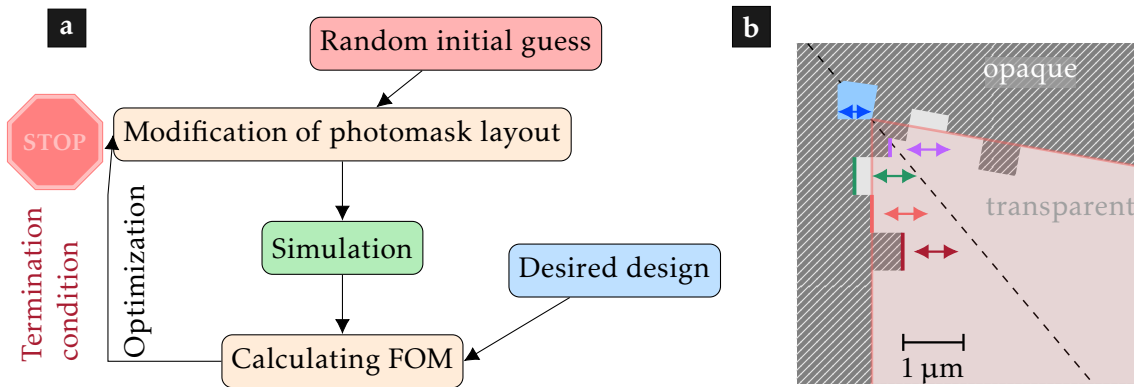 a
Random initial guess
STOP
Modification of photomask layout
Simulation
Desired design
Calculating FOM
Optimization
Termination
condition
b
opaque
transparent
1 μm